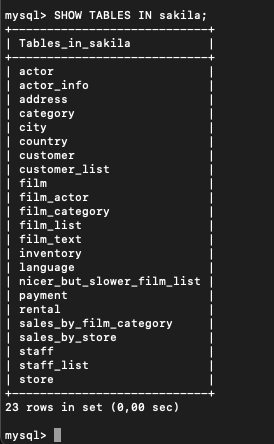 mysql> SHOW TABLES IN sakila;
+----------------------------+
| Tables_in_sakila           |
+----------------------------+
| actor                      |
| actor_info                 |
| address                    |
| category                   |
| city                       |
| country                    |
| customer                   |
| customer_list              |
| film                       |
| film_actor                 |
| film_category              |
| film_list                  |
| film_text                  |
| inventory                  |
| language                   |
| nicer_but_slower_film_list |
| payment                    |
| rental                     |
| sales_by_film_category     |
| sales_by_store             |
| staff                      |
| staff_list                 |
| store                      |
+----------------------------+
23 rows in set (0,00 sec)
mysql>